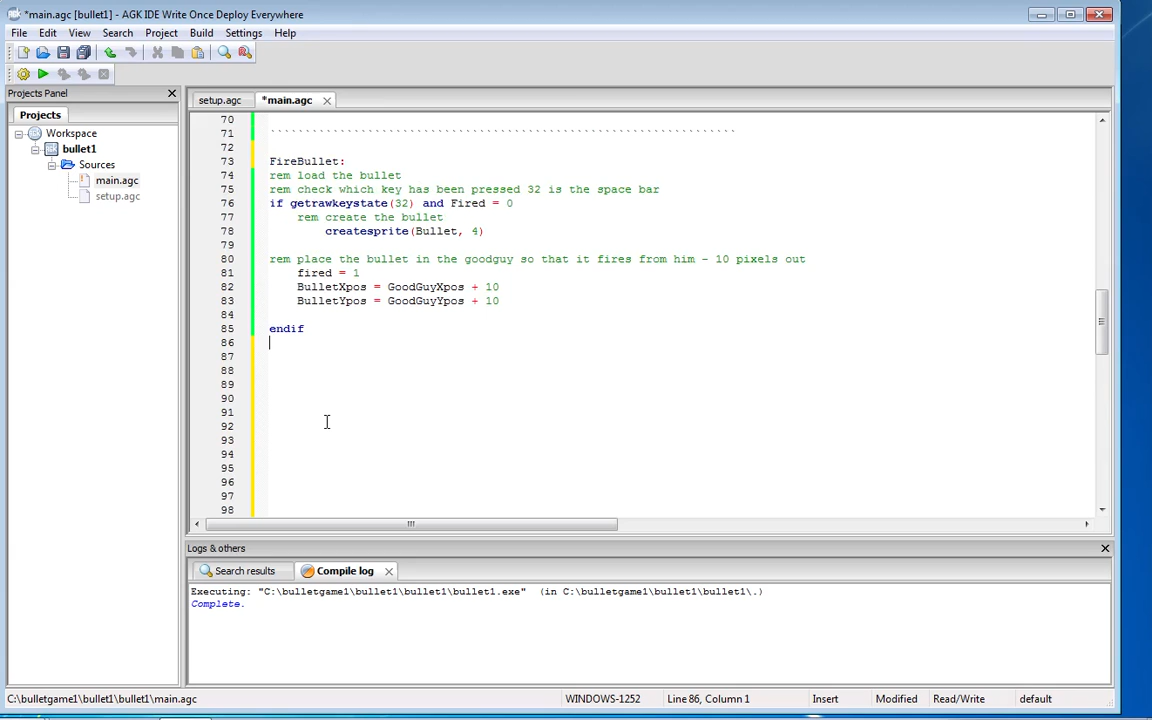 *main.agc [bullet1] - AGK IDE Write Once Deploy Everywhere
File Edit View Search Project Build Settings Help
Projects Panel
Projects
Workspace
bullet1
Sources
main.agc
setup.agc
setup.agc *main.agc
70
71 ```````````````````````````````````````````````````````````````````
72
73 FireBullet:
74 rem load the bullet
75 rem check which key has been pressed 32 is the space bar
76 if getrawkeystate(32) and Fired = 0
77 rem create the bullet
78 createsprite(Bullet, 4)
79
80 rem place the bullet in the goodguy so that it fires from him - 10 pixels out
81 fired = 1
82 BulletXpos = GoodGuyXpos + 10
83 BulletYpos = GoodGuyYpos + 10
84
85 endif
86
87
88
89
90
91
92
93
94
95
96
97
98
Logs & others
Search results Compile log
Executing: "C:\bulletgame1\bullet1\bullet1\bullet1.exe" (in C:\bulletgame1\bullet1\bullet1\.)
Complete.
C:\bulletgame1\bullet1\bullet1\main.agc WINDOWS-1252 Line 86, Column 1 Insert Modified Read/Write default